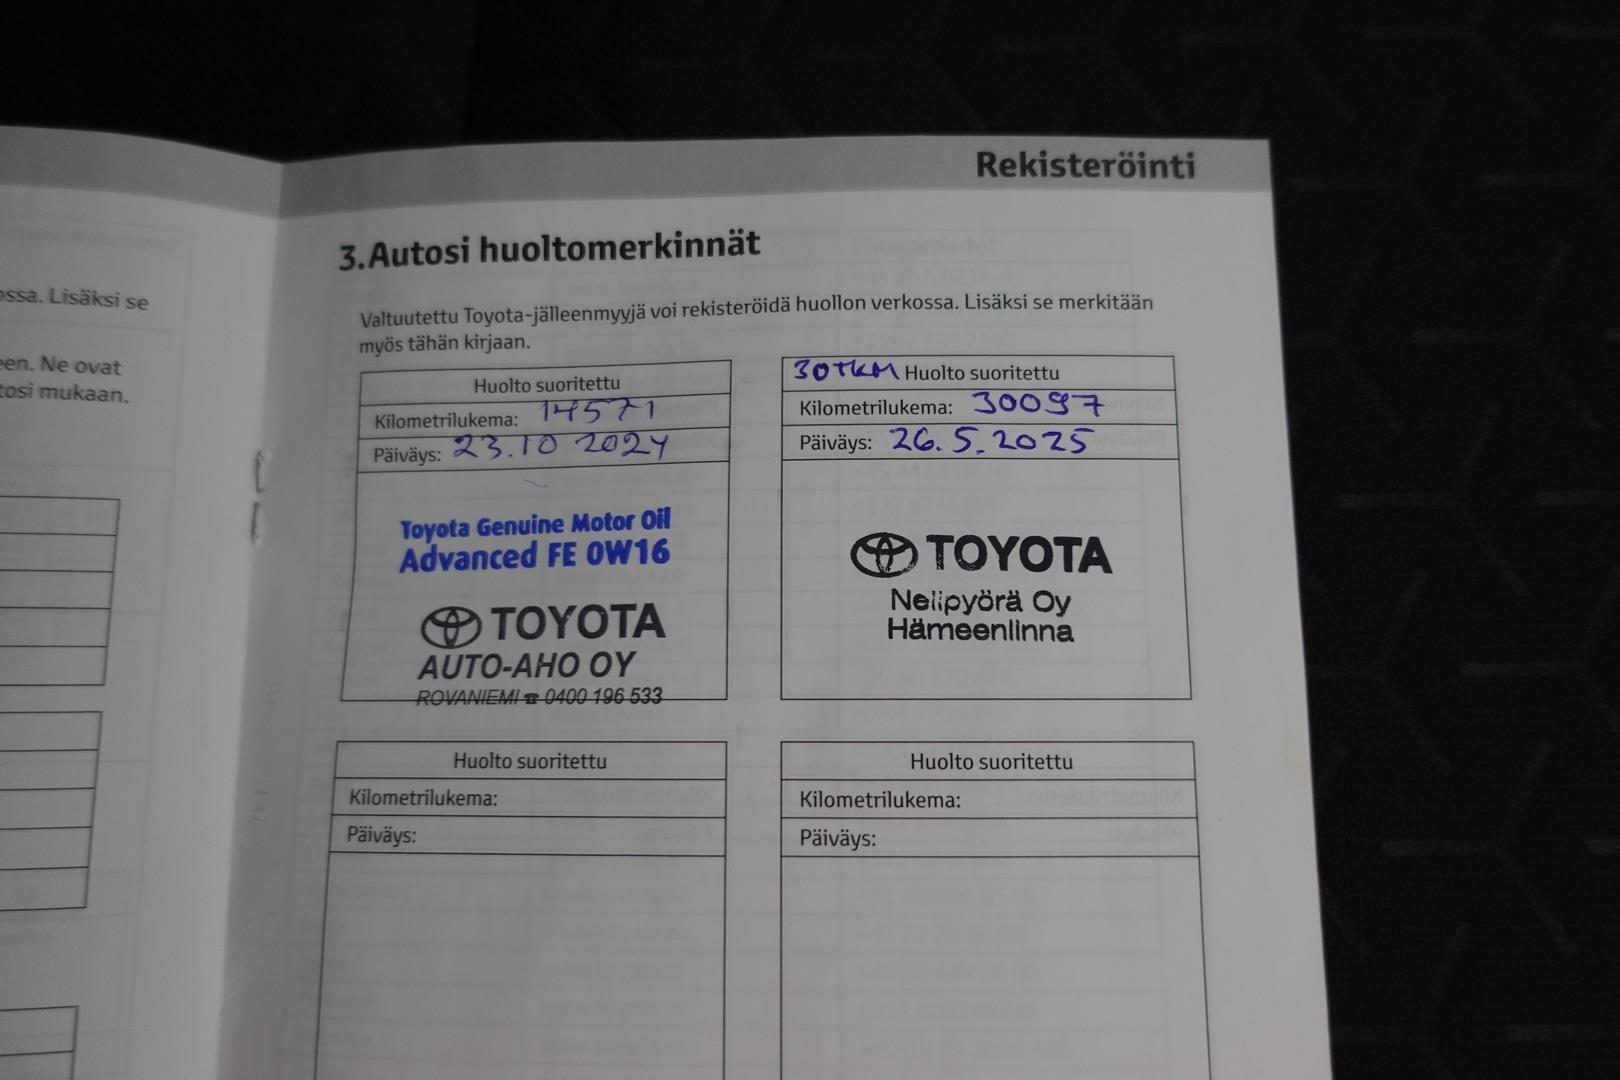 ossa. Lisäksi se
een. Ne ovat
tosi mukaan.
Rekisteröinti
3.Autosi huoltomerkinnät
Valtuutettu Toyota-jälleenmyyjä voi rekisteröidä huollon verkossa. Lisäksi se merkitään
myös tähän kirjaan.
Huolto suoritettu
Kilometrilukema: 14571
Päiväys: 23.10 2024
Toyota Genuine Motor Oil
Advanced FE 0W16
TOYOTA
AUTO-AHO OY
ROVANIEMI ☎ 0400 196 533
30TKM Huolto suoritettu
Kilometrilukema: 30097
Päiväys: 26.5.2025
TOYOTA
Nelipyörä Oy
Hämeenlinna
Huolto suoritettu
Kilometrilukema:
Päiväys:
Huolto suoritettu
Kilometrilukema:
Päiväys: